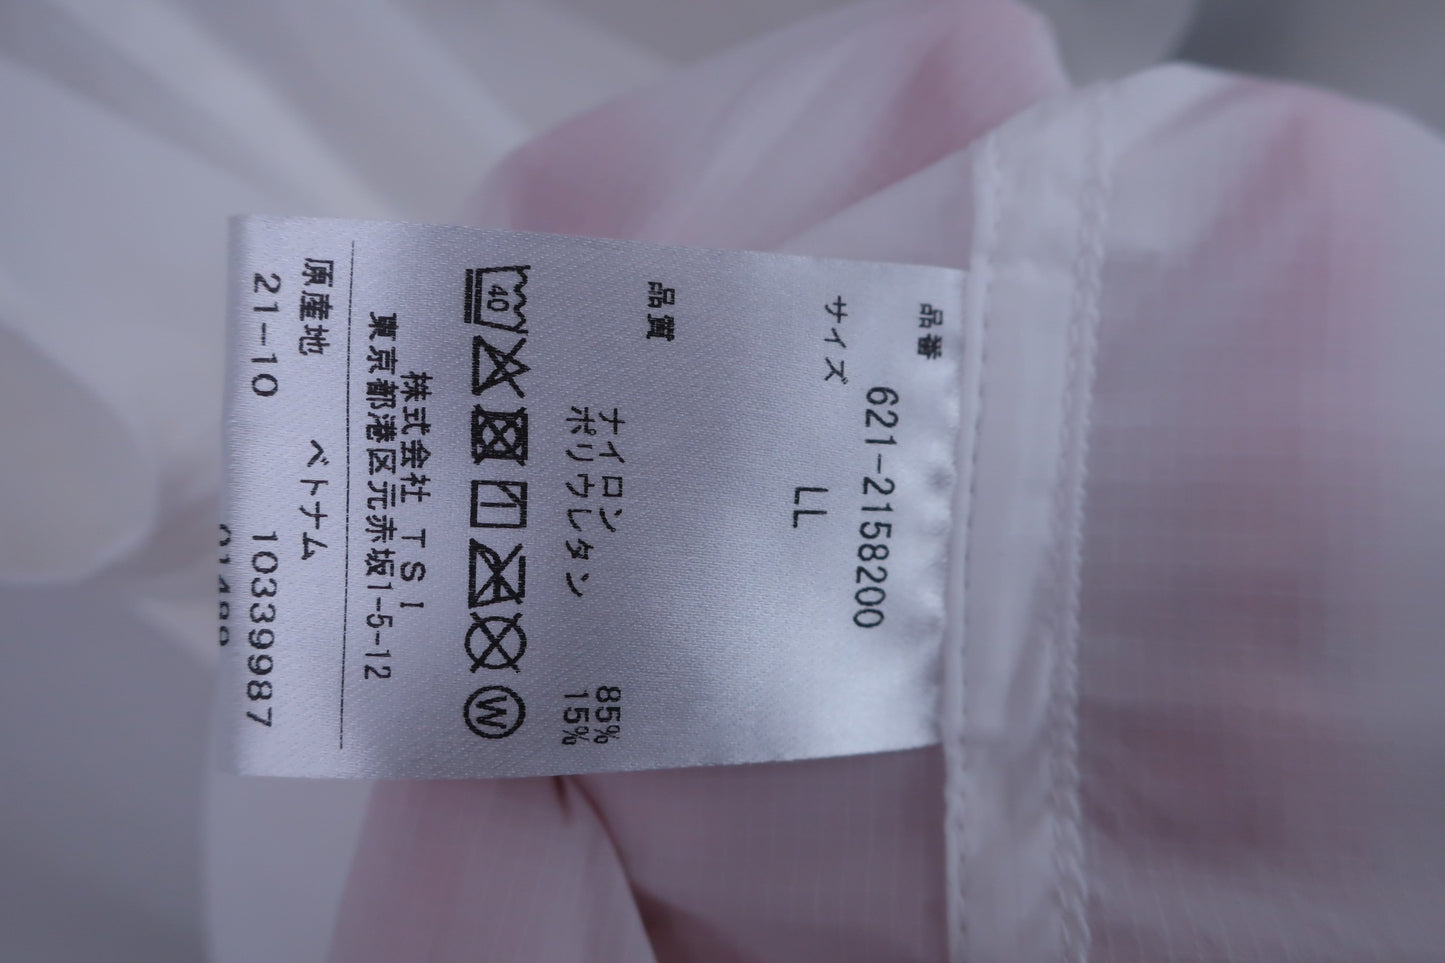 品番
621-2158200
サイズ
LL
品質
ナイロン 85%
ポリウレタン 15%
40
W
株式会社 TSI
東京都港区元赤坂1-5-12
原産地 ベトナム
21-10 10339987